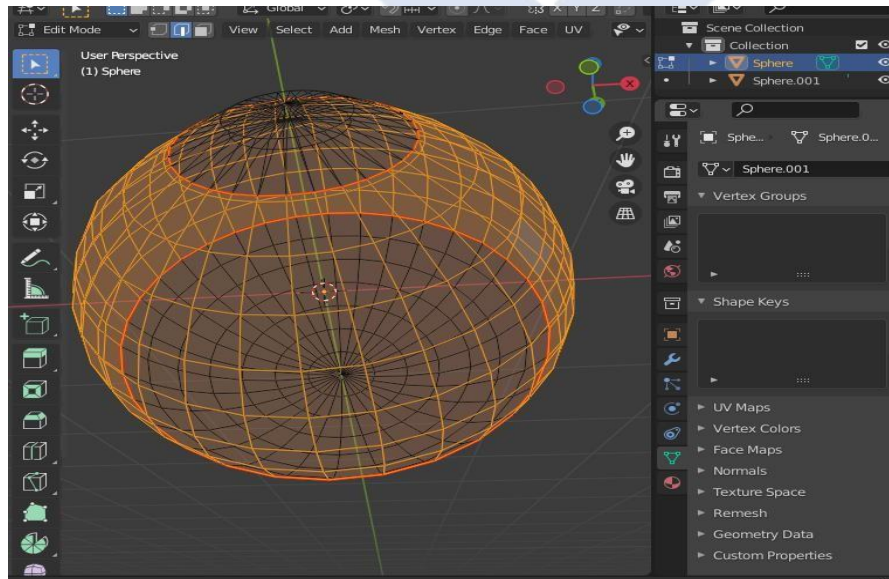 Global
X Y Z
Edit Mode View Select Add Mesh Vertex Edge Face UV
User Perspective
(1) Sphere
X
Scene Collection
Collection
Sphere
Sphere.001
Sphe... Sphere.0...
Sphere.001
Vertex Groups
Shape Keys
UV Maps
Vertex Colors
Face Maps
Normals
Texture Space
Remesh
Geometry Data
Custom Properties